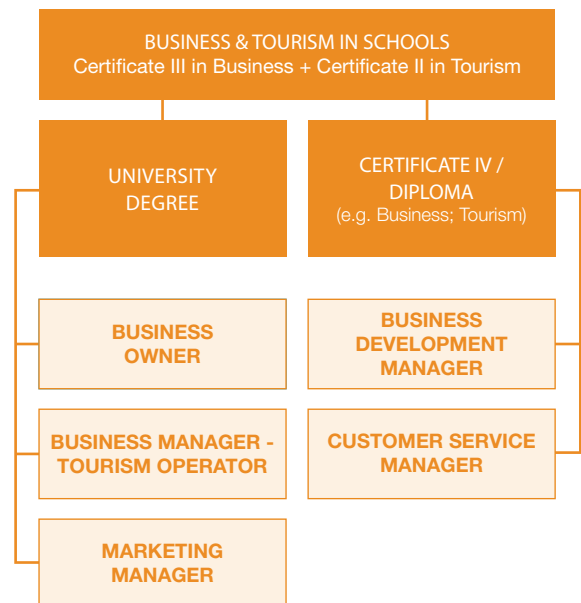 BUSINESS & TOURISM IN SCHOOLS
Certificate III in Business + Certificate II in Tourism
UNIVERSITY
DEGREE
CERTIFICATE IV /
DIPLOMA
(e.g. Business; Tourism)
BUSINESS
OWNER
BUSINESS
DEVELOPMENT
MANAGER
BUSINESS MANAGER -
TOURISM OPERATOR
CUSTOMER SERVICE
MANAGER
MARKETING
MANAGER